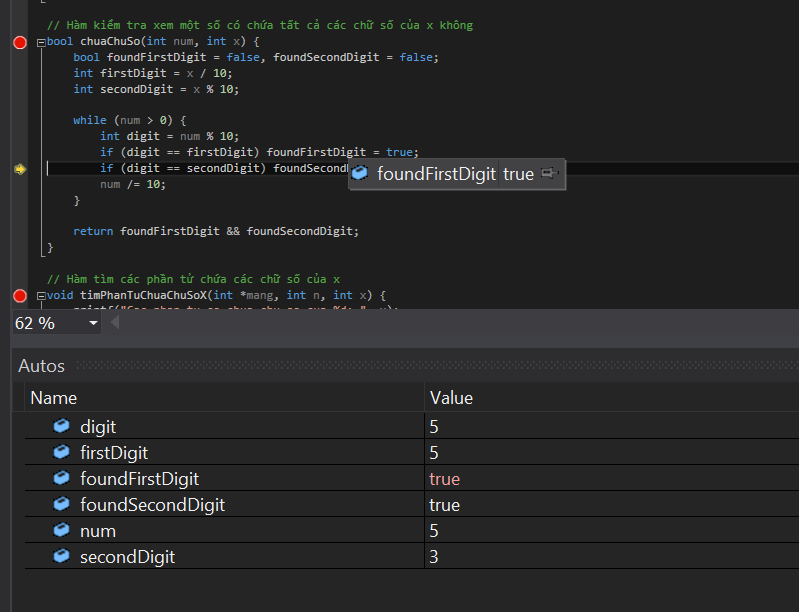 // Hàm kiểm tra xem một số có chứa tất cả các chữ số của x không
bool chuaChuSo(int num, int x) {
bool foundFirstDigit = false, foundSecondDigit = false;
int firstDigit = x / 10;
int secondDigit = x % 10;
while (num > 0) {
int digit = num % 10;
if (digit == firstDigit) foundFirstDigit = true;
if (digit == secondDigit) foundSecond
foundFirstDigit true
num /= 10;
}
return foundFirstDigit && foundSecondDigit;
}
// Hàm tìm các phần tử chứa các chữ số của x
void timPhanTuChuaChuSoX(int *mang, int n, int x) {
62 %
Autos
Name Value
digit 5
firstDigit 5
foundFirstDigit true
foundSecondDigit true
num 5
secondDigit 3